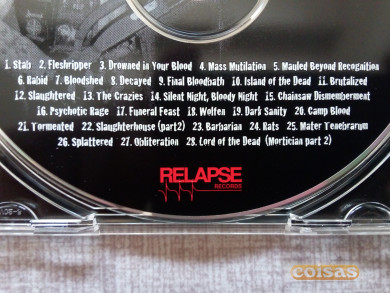 1. Stab 2. Fleshripper 3. Drowned in Your Blood 4. Mass Mutilation 5. Mauled Beyond Recognition
6. Rabid 7. Bloodshed 8. Decayed 9. Final Bloodbath 10. Island of the Dead 11. Brutalized
12. Slaughtered 13. The Crazies 14. Silent Night, Bloody Night 15. Chainsaw Dismemberment
16. Psychotic Rage 17. Funeral Feast 18. Wolfen 19. Dark Sanity 20. Camp Blood
21. Tormented 22. Slaughterhouse (part2) 23. Barbarian 24. Rats 25. Mater Tenebrarum
26. Splattered 27. Obliteration 28. Lord of the Dead (Mortician part 2)
RELAPSE
RECORDS
coisas